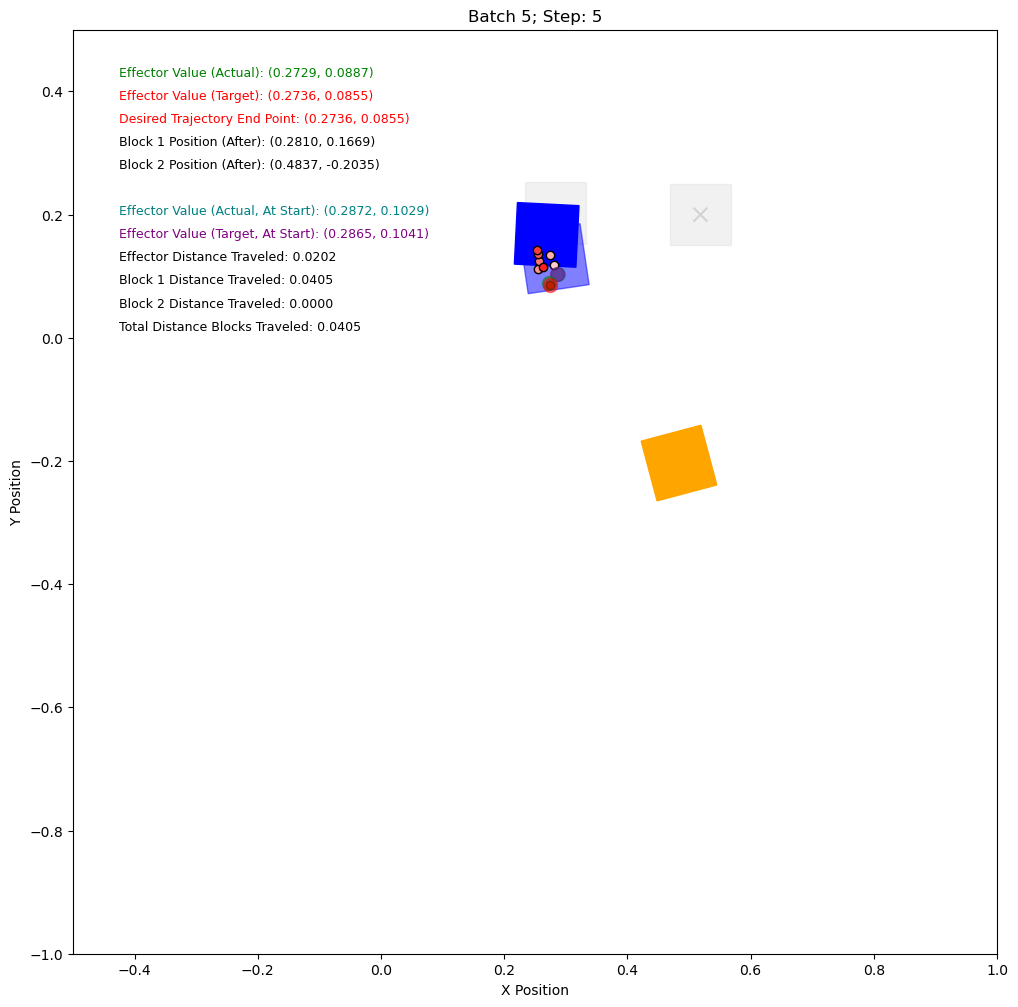 Batch 5; Step: 5
Effector Value (Actual): (0.2729, 0.0887)
Effector Value (Target): (0.2736, 0.0855)
Desired Trajectory End Point: (0.2736, 0.0855)
Block 1 Position (After): (0.2810, 0.1669)
Block 2 Position (After): (0.4837, -0.2035)
Effector Value (Actual, At Start): (0.2872, 0.1029)
Effector Value (Target, At Start): (0.2865, 0.1041)
Effector Distance Traveled: 0.0202
Block 1 Distance Traveled: 0.0405
Block 2 Distance Traveled: 0.0000
Total Distance Blocks Traveled: 0.0405
Y Position
0.4
0.2
0.0
−0.2
−0.4
−0.6
−0.8
−1.0
−0.4
−0.2
0.0
0.2
0.4
0.6
0.8
1.0
X Position